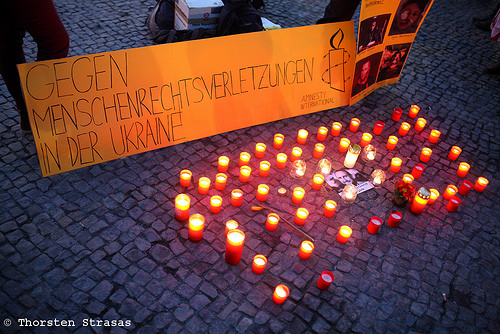 GEGEN
MENSCHENRECHTSVERLETZUNGEN
IN DER UKRAINE
AMNESTY
INTERNATIONAL
© Thorsten Strasas